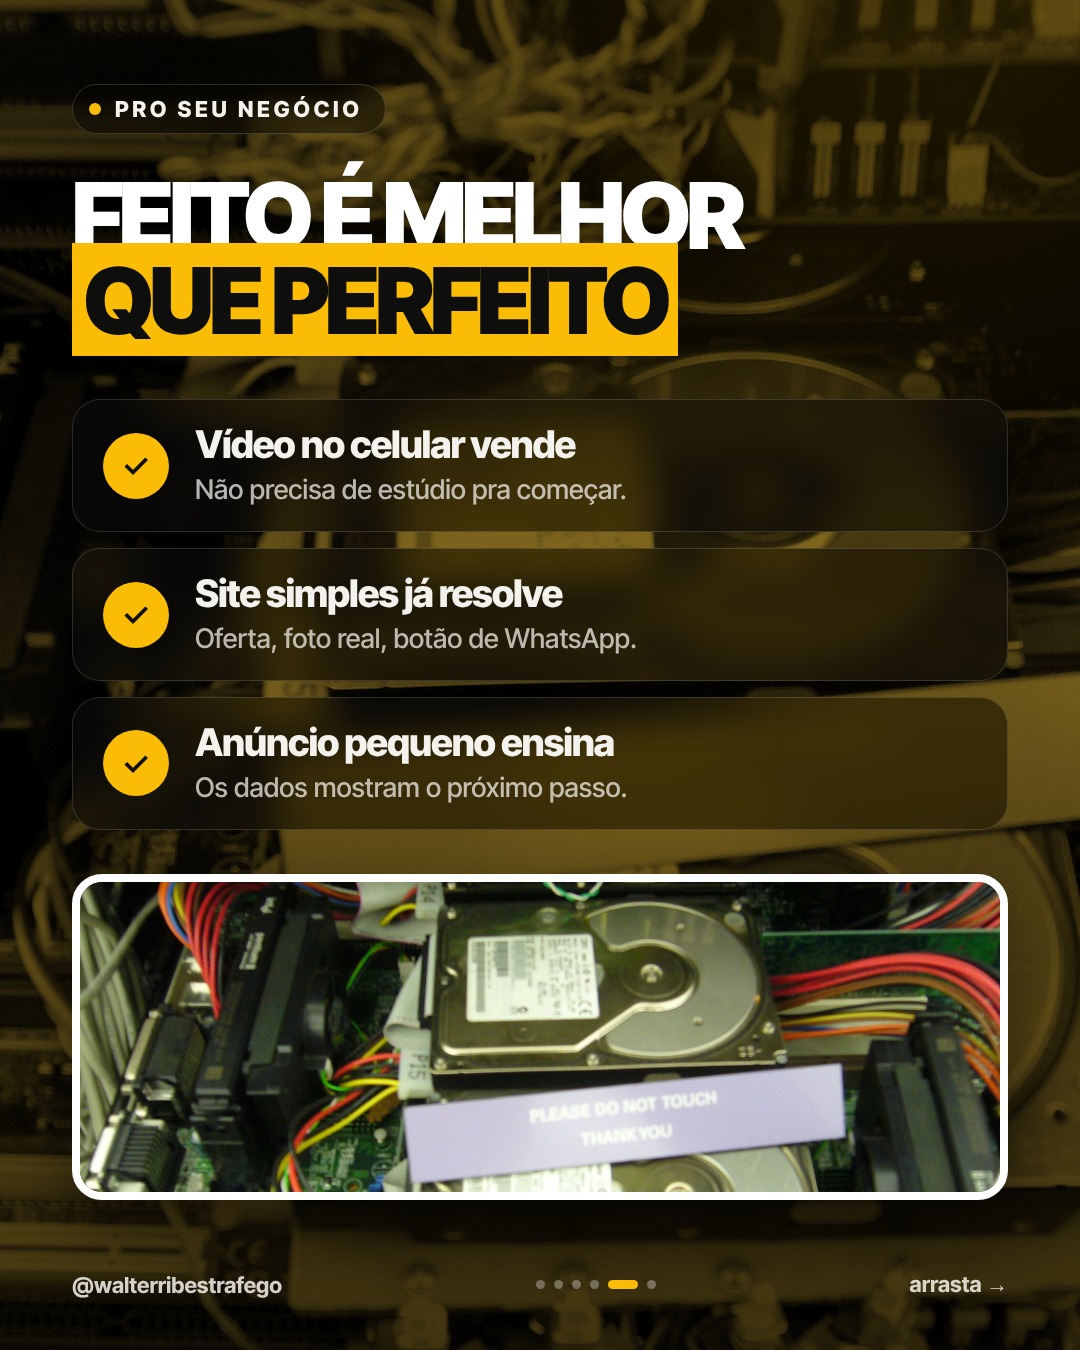 PRO SEU NEGÓCIO
FEITO É MELHOR
QUE PERFEITO
Vídeo no celular vende
Não precisa de estúdio pra começar.
Site simples já resolve
Oferta, foto real, botão de WhatsApp.
Anúncio pequeno ensina
Os dados mostram o próximo passo.
P14
P15
PLEASE DO NOT TOUCH
THANK YOU
@walterribestrafego
arrasta →